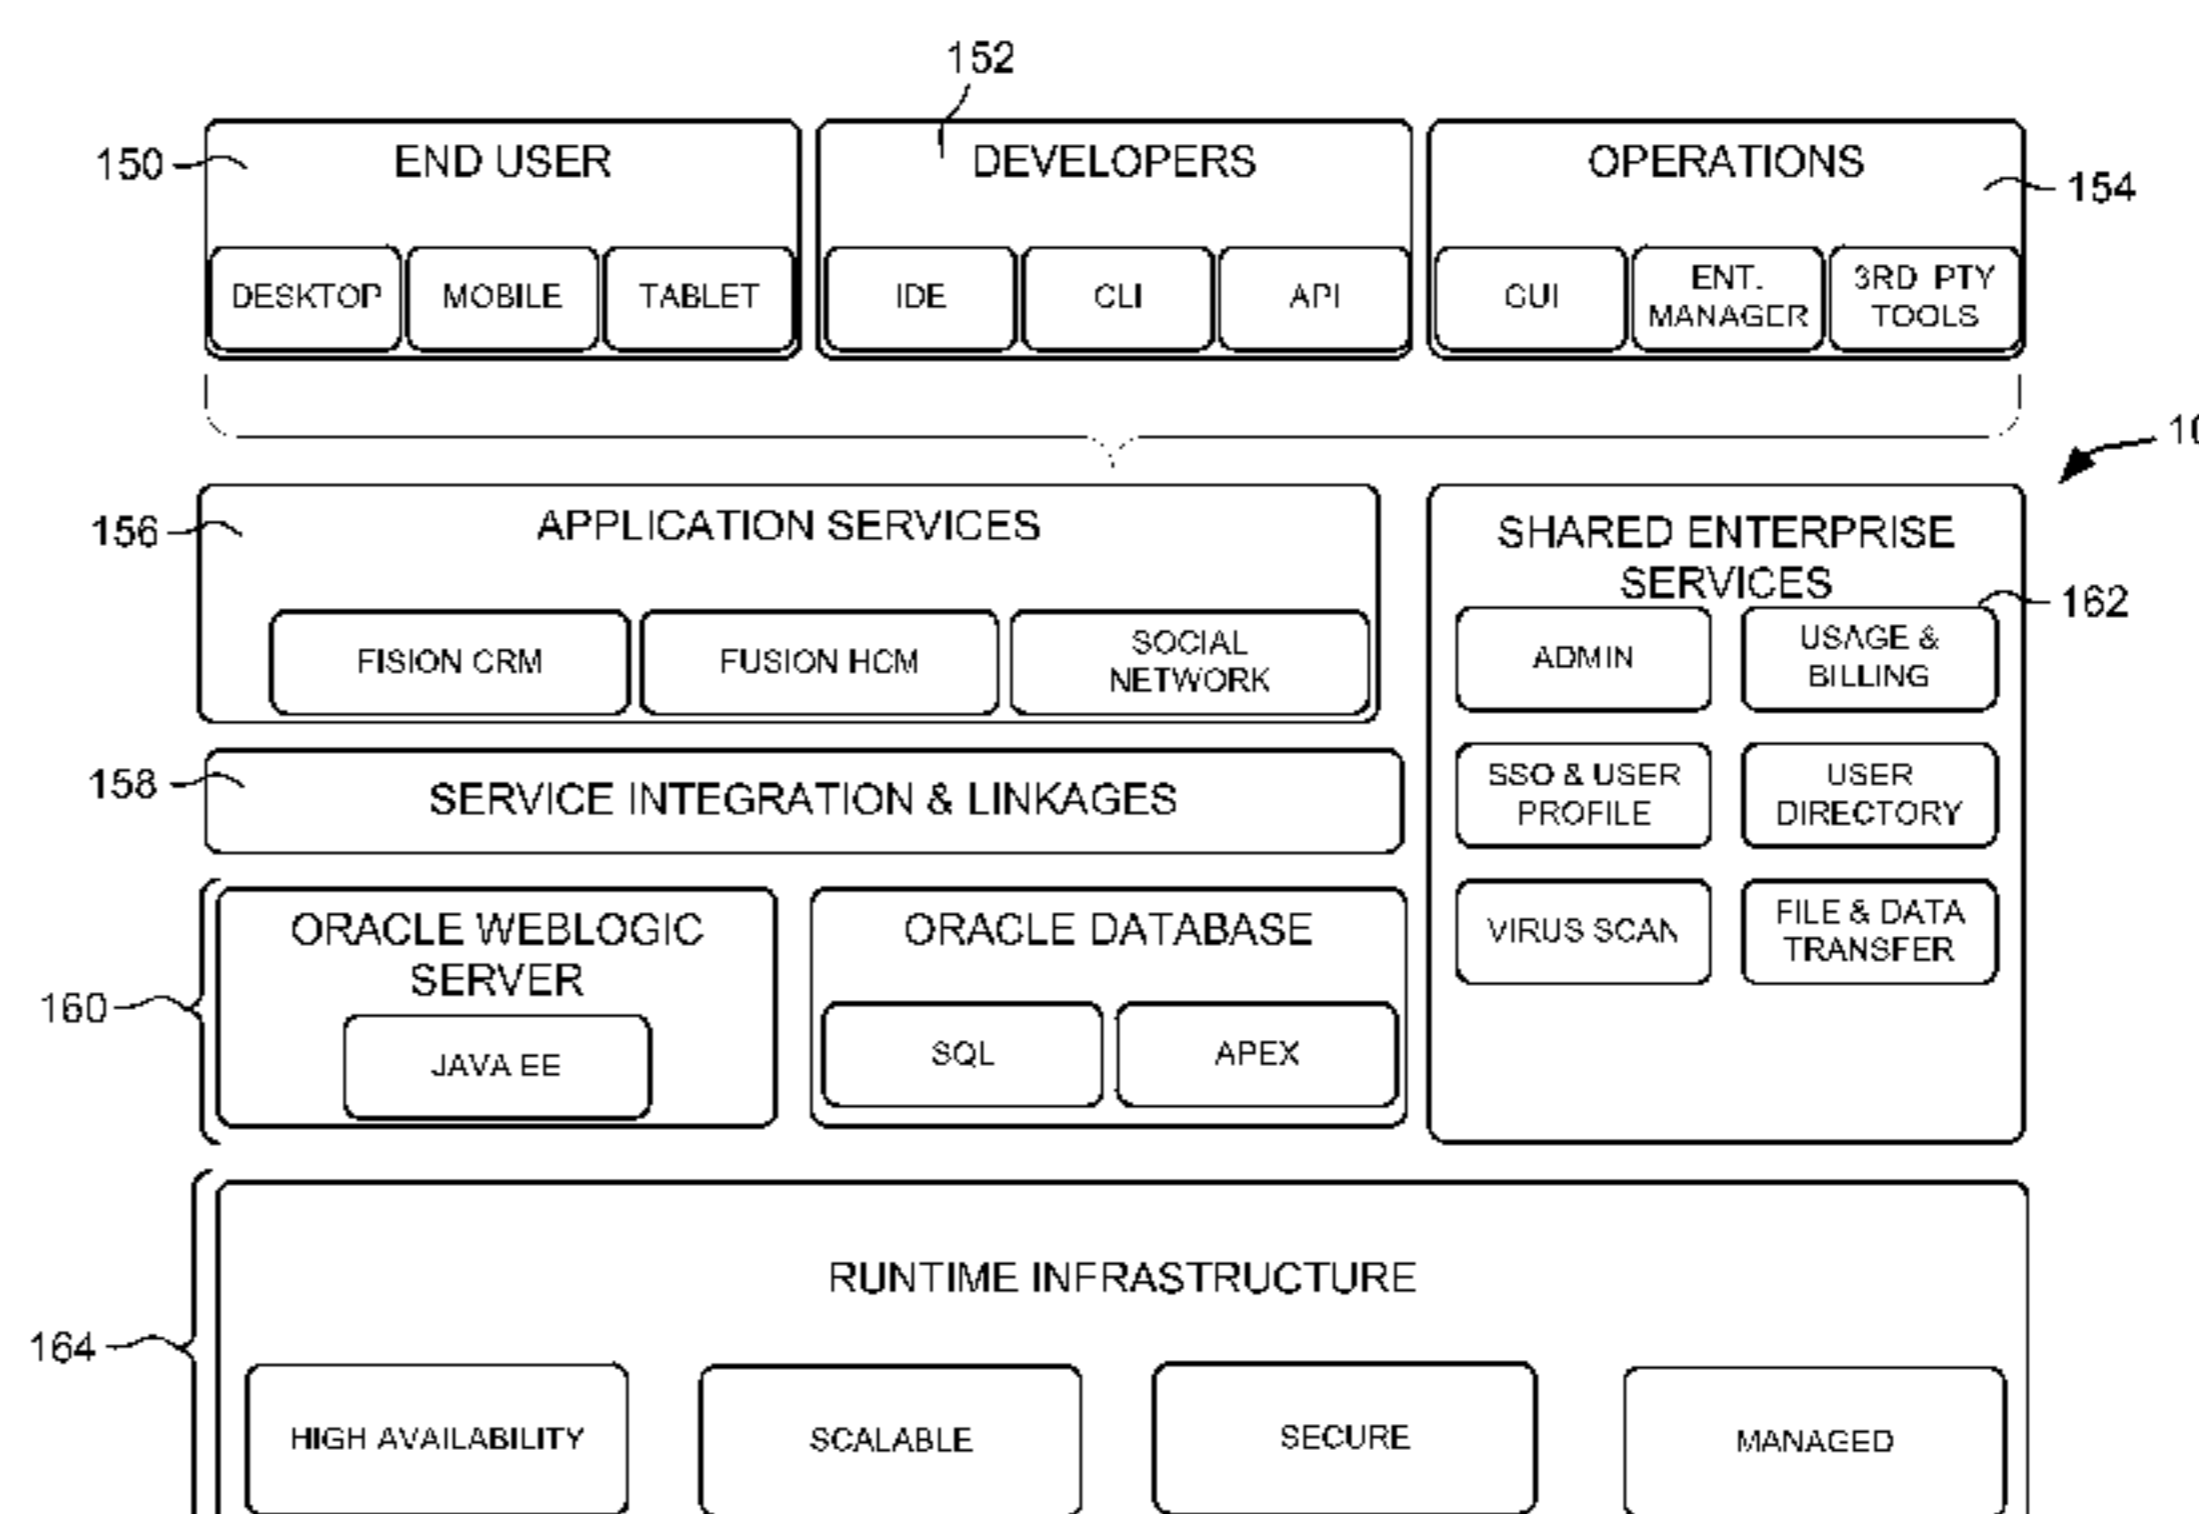 152
150
END USER
DEVELOPERS
OPERATIONS
154
DESKTOP
MOBILE
TABLET
IDE
CLI
API
GUI
ENT.
MANAGER
3RD PTY
TOOLS
10
156
APPLICATION SERVICES
SHARED ENTERPRISE
SERVICES
162
FISION CRM
FUSION HCM
SOCIAL
NETWORK
ADMIN
USAGE &
BILLING
158
SERVICE INTEGRATION & LINKAGES
SSO & USER
PROFILE
USER
DIRECTORY
160
ORACLE WEBLOGIC
SERVER
JAVA EE
ORACLE DATABASE
SQL
APEX
VIRUS SCAN
FILE & DATA
TRANSFER
164
RUNTIME INFRASTRUCTURE
HIGH AVAILABILITY
SCALABLE
SECURE
MANAGED